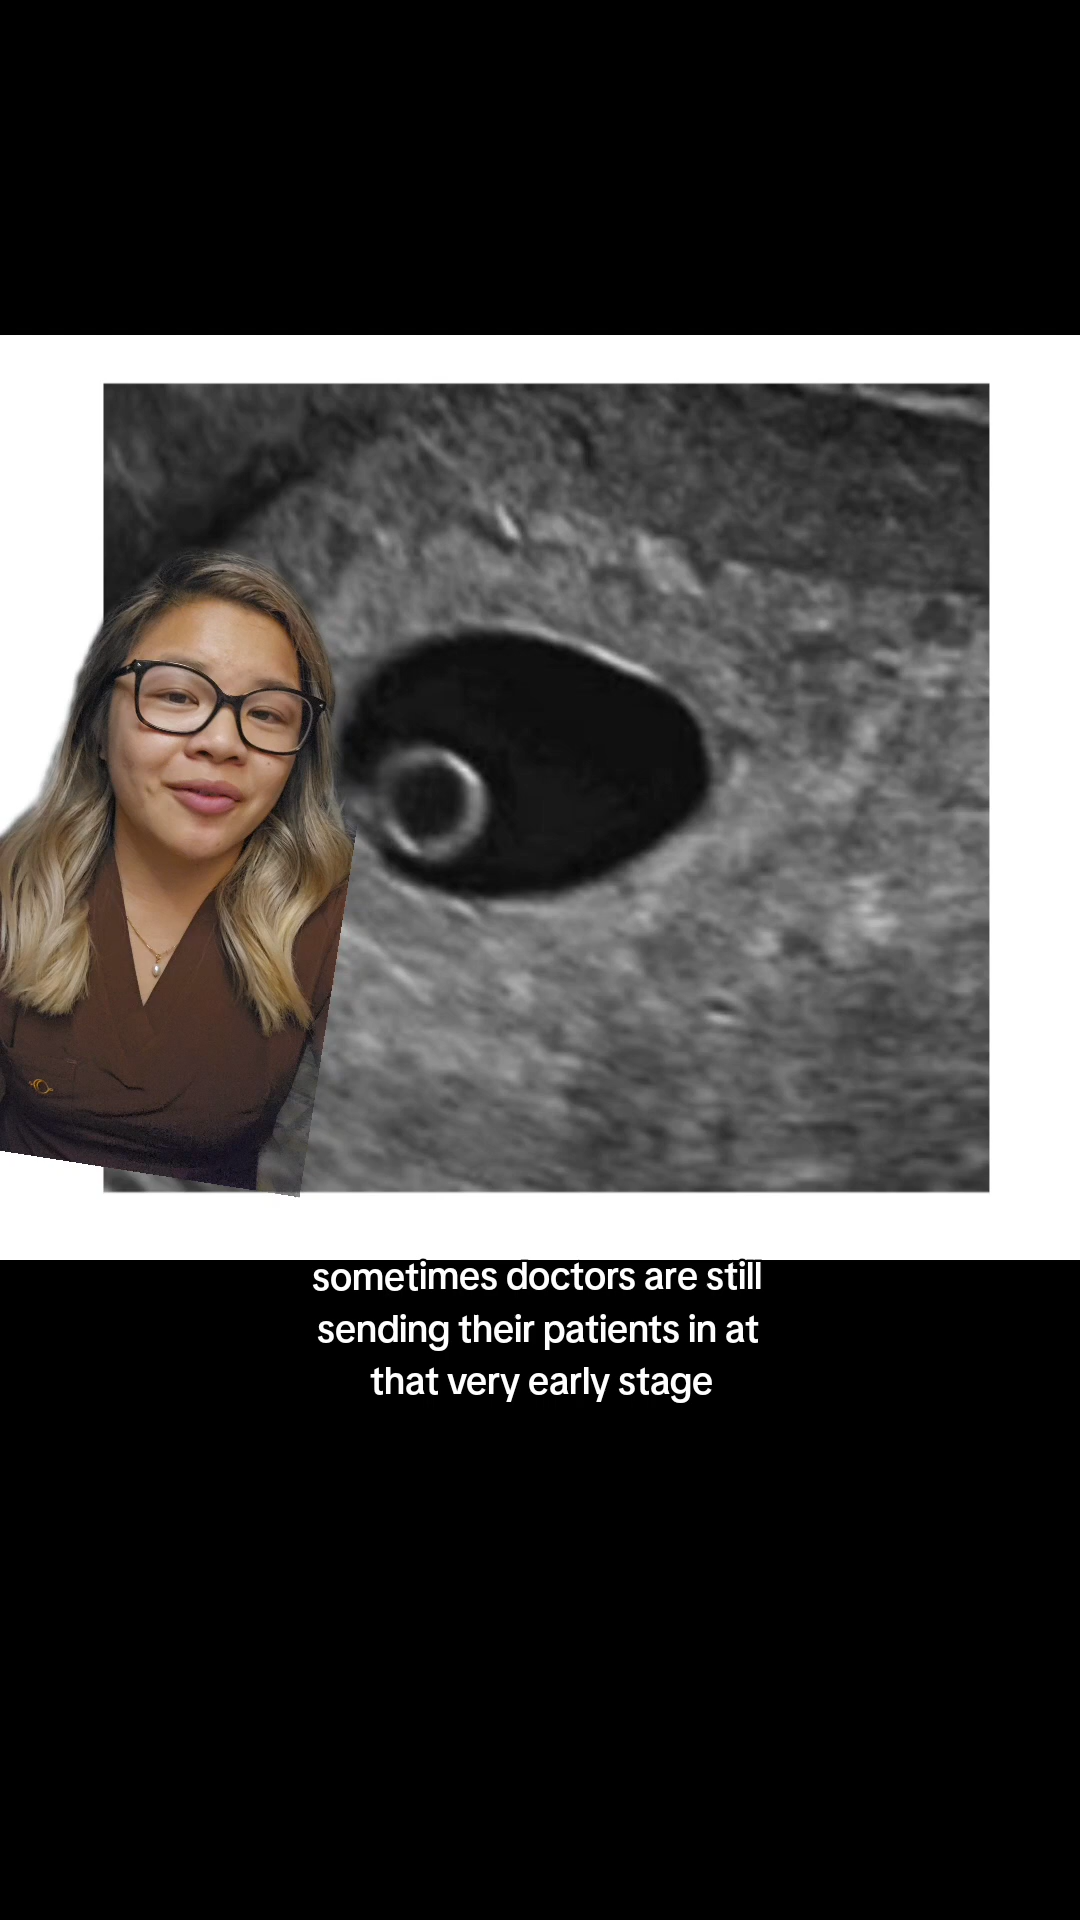 sometimes doctors are still
sending their patients in at
that very early stage